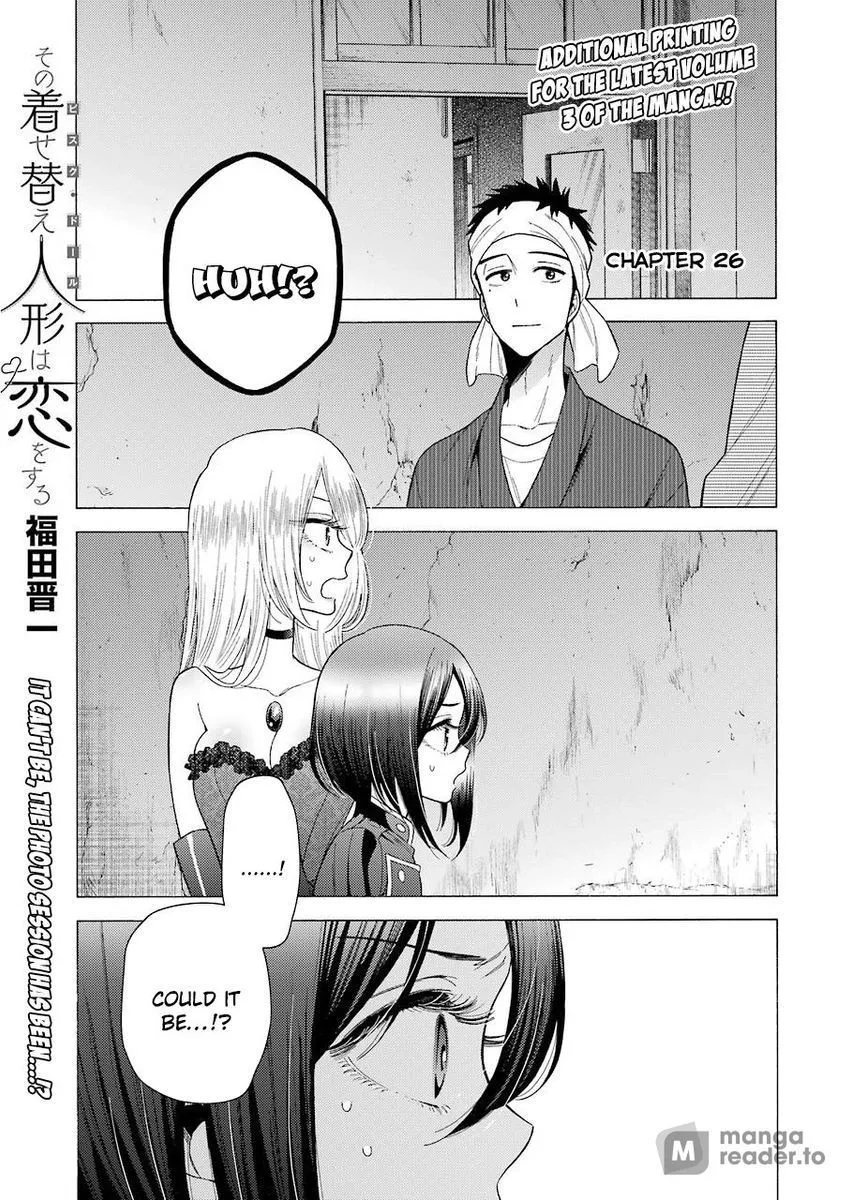 ADDITIONAL PRINTING
FOR THE LATEST VOLUME
3 OF THE MANGA!!
CHAPTER 26
HUH!?
その着せ替え人形は恋をする
ビスク・ドール
福田晋一
IT CAN'T BE, THE PHOTO SESSION HAS BEEN.....!?
......!
COULD IT
BE...!?
M
manga
reader.to